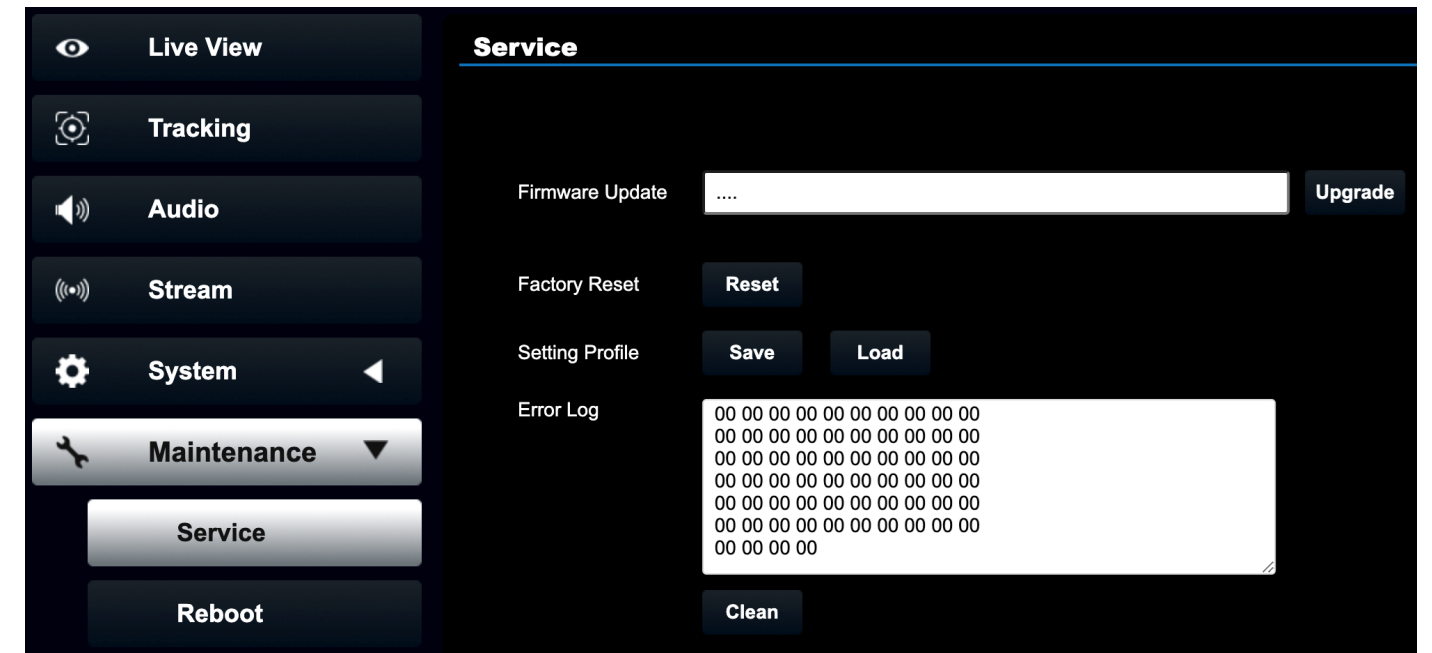 Live View
Tracking
Audio
Stream
System
Maintenance
Service
Reboot
Service
Firmware Update .... Upgrade
Factory Reset Reset
Setting Profile Save Load
Error Log
00 00 00 00 00 00 00 00 00 00
00 00 00 00 00 00 00 00 00 00
00 00 00 00 00 00 00 00 00 00
00 00 00 00 00 00 00 00 00 00
00 00 00 00 00 00 00 00 00 00
00 00 00 00 00 00 00 00 00 00
00 00 00 00
Clean